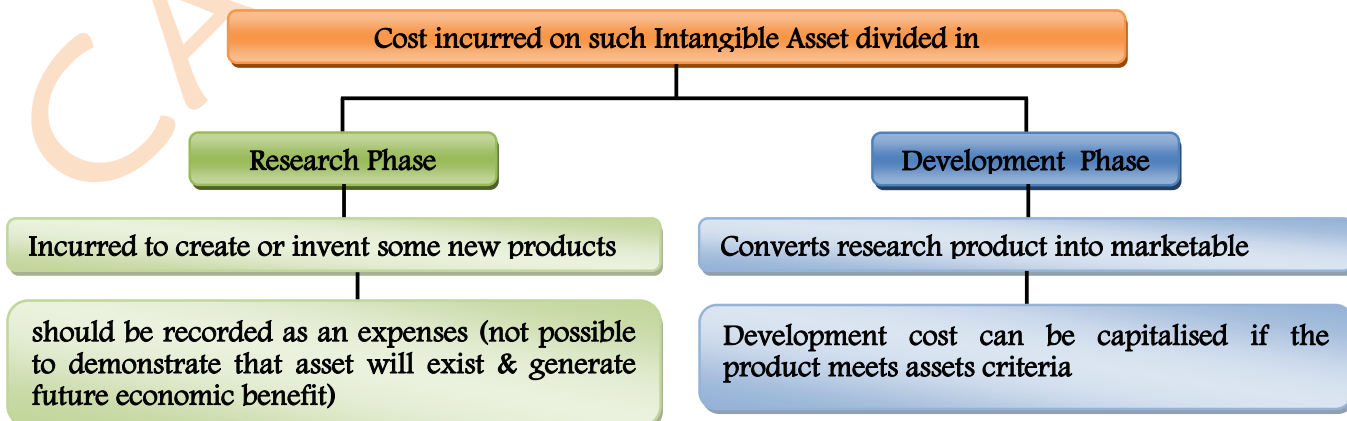 CA
Cost incurred on such Intangible Asset divided in
Research Phase
Development Phase
Incurred to create or invent some new products
Converts research product into marketable
should be recorded as an expenses (not possible
to demonstrate that asset will exist & generate
future economic benefit)
Development cost can be capitalised if the
product meets assets criteria